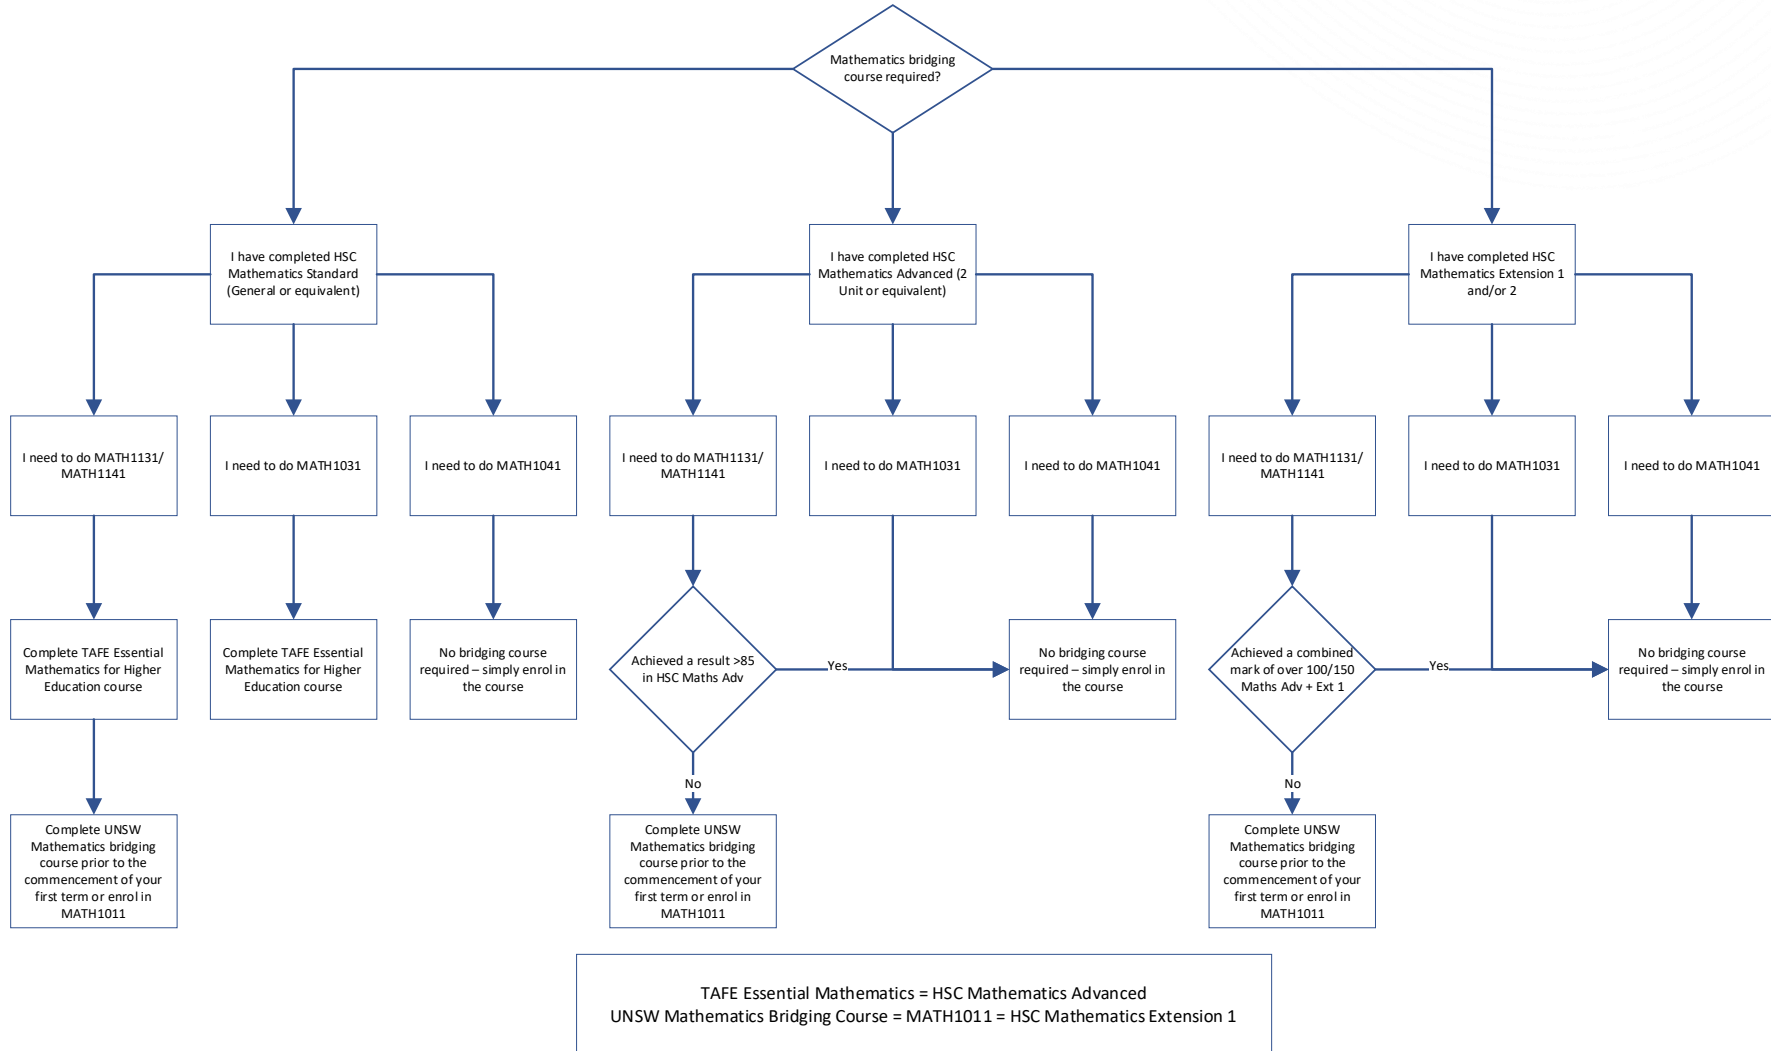 Mathematics bridging
course required?
I have completed HSC
Mathematics Standard
(General or equivalent)
I have completed HSC
Mathematics Advanced (2
Unit or equivalent)
I have completed HSC
Mathematics Extension 1
and/or 2
I need to do MATH1131/
MATH1141
I need to do MATH1031
I need to do MATH1041
I need to do MATH1131/
MATH1141
I need to do MATH1031
I need to do MATH1041
I need to do MATH1131/
MATH1141
I need to do MATH1031
I need to do MATH1041
Complete TAFE Essential
Mathematics for Higher
Education course
Complete TAFE Essential
Mathematics for Higher
Education course
No bridging course
required – simply enrol in
the course
Achieved a result >85
in HSC Maths Adv
Yes
No bridging course
required – simply enrol in
the course
Achieved a combined
mark of over 100/150
Maths Adv + Ext 1
Yes
No bridging course
required – simply enrol in
the course
No
No
Complete UNSW
Mathematics bridging
course prior to the
commencement of your
first term or enrol in
MATH1011
Complete UNSW
Mathematics bridging
course prior to the
commencement of your
first term or enrol in
MATH1011
Complete UNSW
Mathematics bridging
course prior to the
commencement of your
first term or enrol in
MATH1011
TAFE Essential Mathematics = HSC Mathematics Advanced
UNSW Mathematics Bridging Course = MATH1011 = HSC Mathematics Extension 1